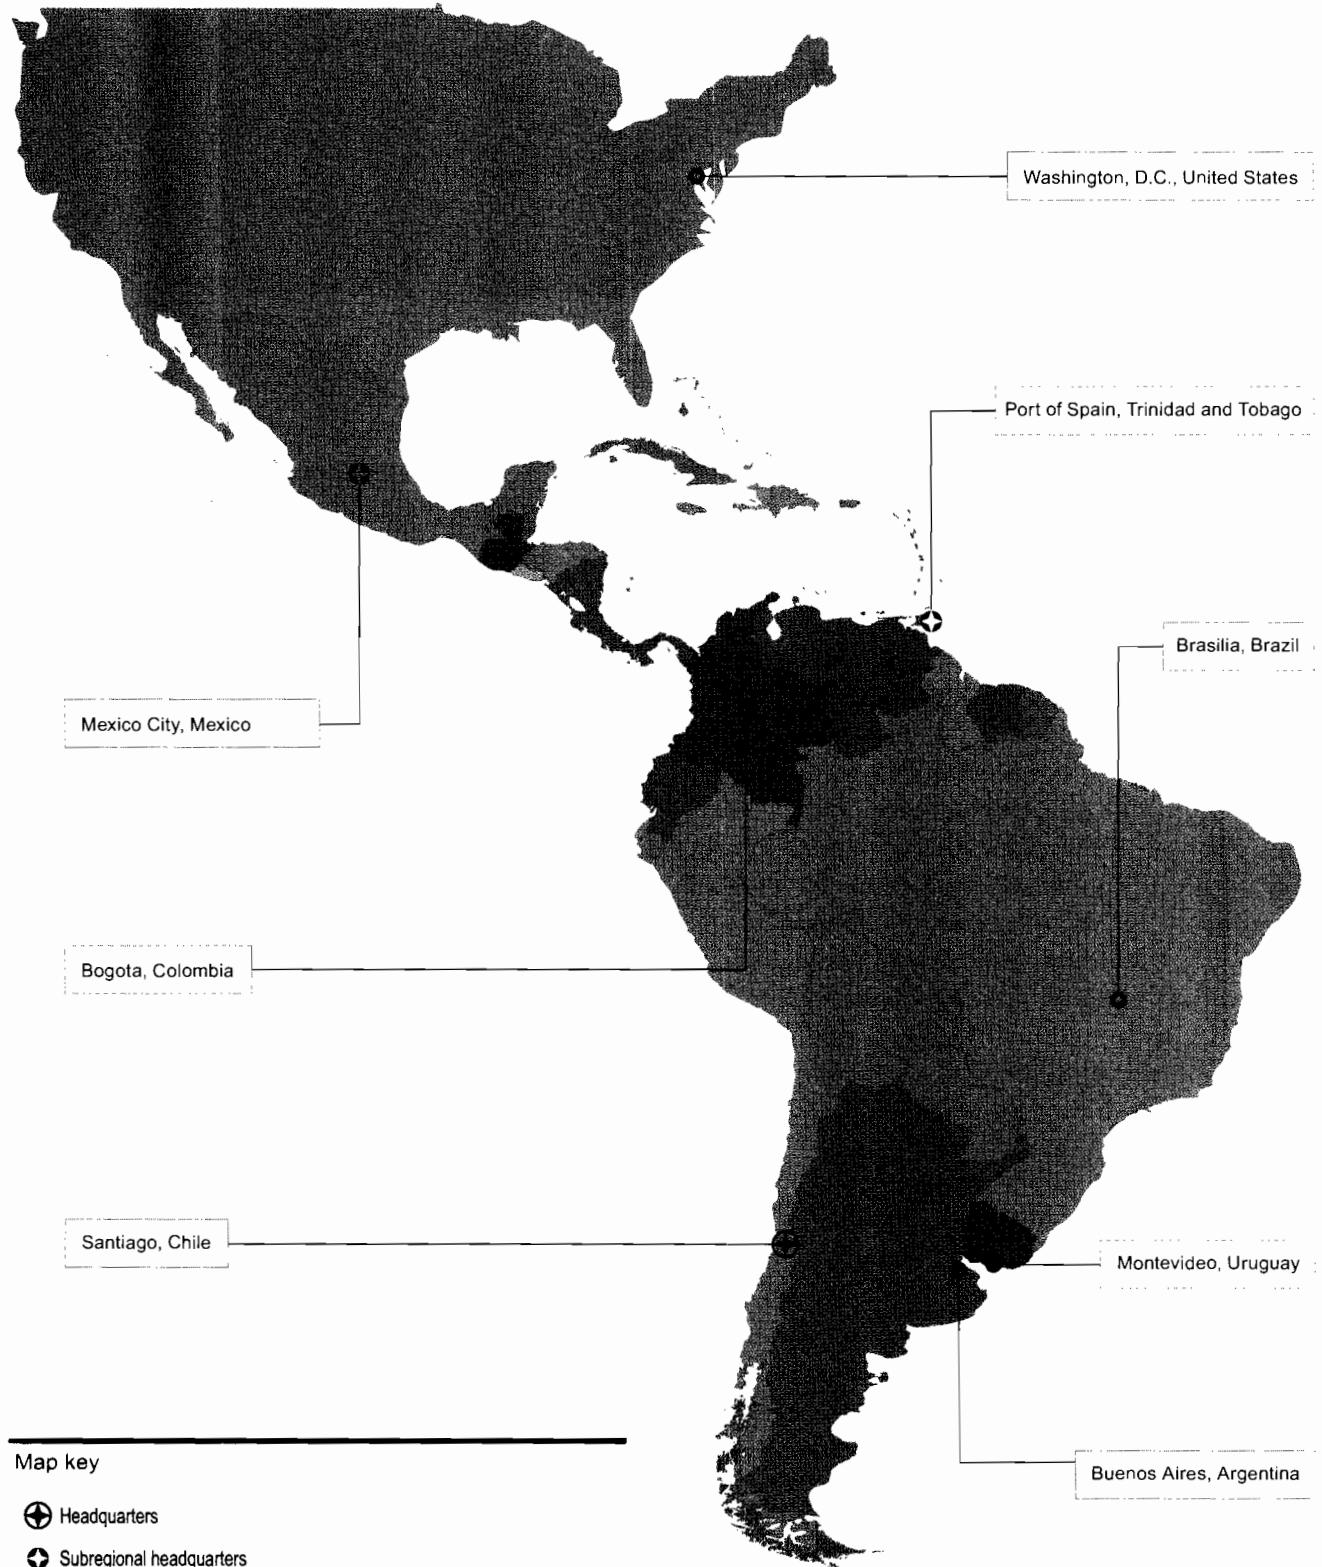 Washington, D.C., United States
Port of Spain, Trinidad and Tobago
Brasilia, Brazil
Mexico City, Mexico
Bogota, Colombia
Santiago, Chile
Montevideo, Uruguay
Buenos Aires, Argentina
Map key
Headquarters
Subregional headquarters